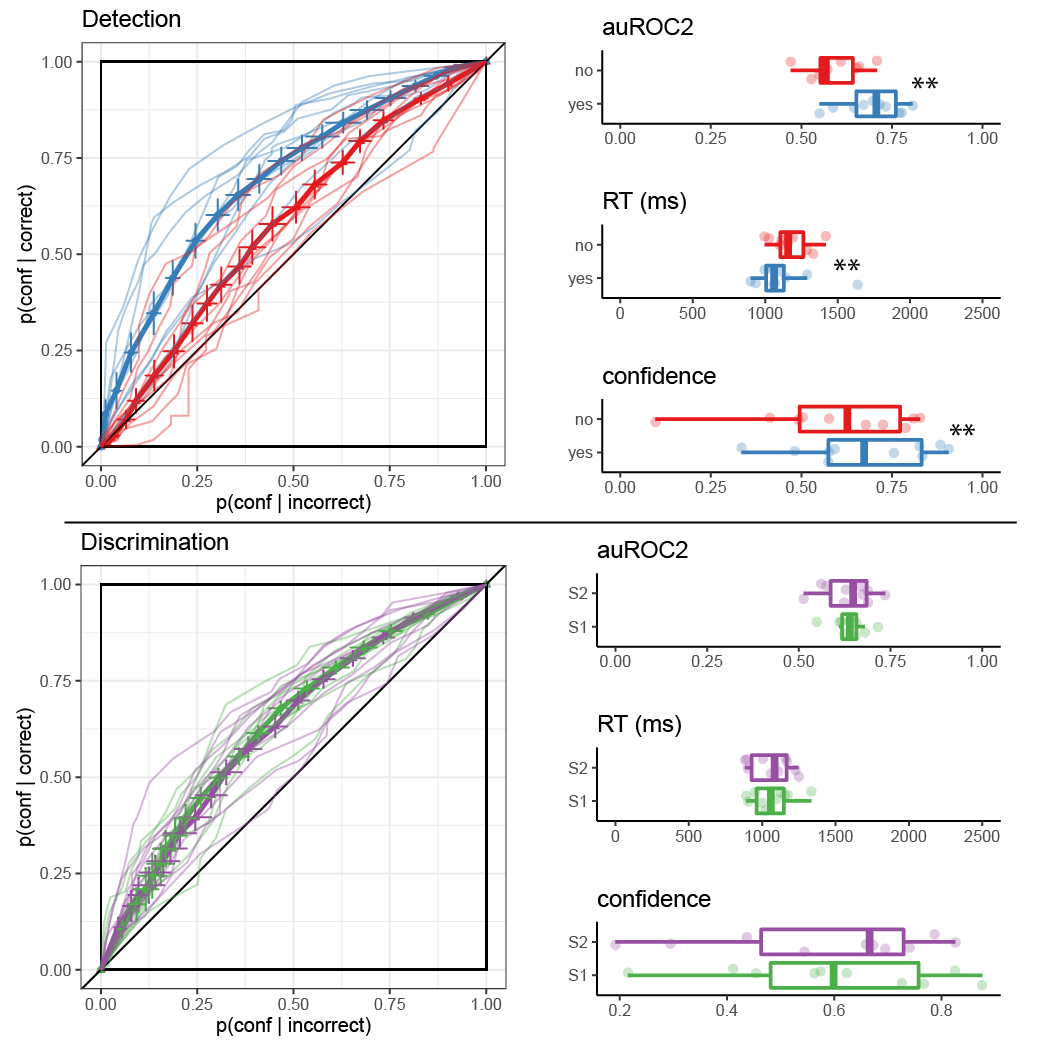 Detection
1.00
0.75
0.50
0.25
0.00
p(conf | correct)
0.00 0.25 0.50 0.75 1.00
p(conf | incorrect)
auROC2
no
yes
**
0.00 0.25 0.50 0.75 1.00
RT (ms)
no
yes
**
0 500 1000 1500 2000 2500
confidence
no
yes
**
0.00 0.25 0.50 0.75 1.00
Discrimination
1.00
0.75
0.50
0.25
0.00
p(conf | correct)
0.00 0.25 0.50 0.75 1.00
p(conf | incorrect)
auROC2
S2
S1
0.00 0.25 0.50 0.75 1.00
RT (ms)
S2
S1
0 500 1000 1500 2000 2500
confidence
S2
S1
0.2 0.4 0.6 0.8